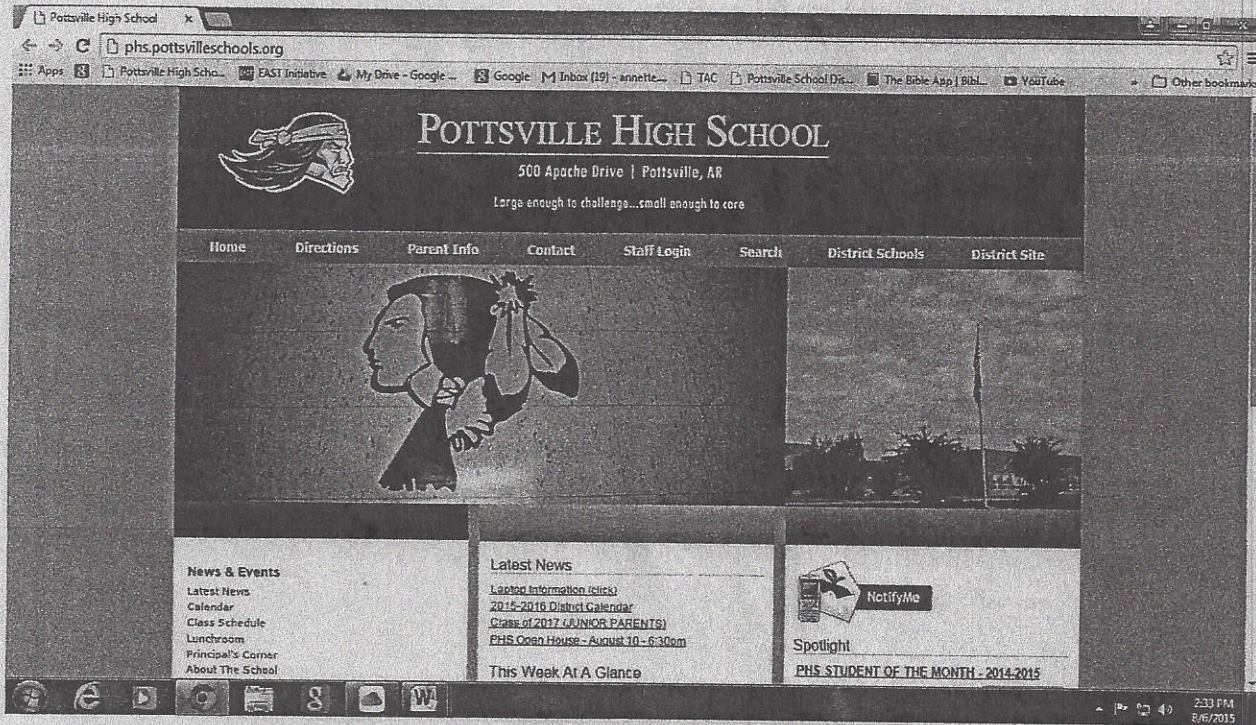 Pottsville High School
phs.pottsvilleschools.org
Apps Pottsville High Scho... EAST Initiative My Drive - Google ... Google Inbox (19) - annette.... TAC Pottsville School Dis... The Bible App | Bibl... YouTube » Other bookmark
POTTSVILLE HIGH SCHOOL
500 Apache Drive | Pottsville, AR
Large enough to challenge...small enough to care
Home Directions Parent Info Contact Staff Login Search District Schools District Site
News & Events
Latest News
Calendar
Class Schedule
Lunchroom
Principal's Corner
About The School
Latest News
Laptop Information (click)
2015-2016 District Calendar
Class of 2017 (JUNIOR PARENTS)
PHS Open House - August 10 - 6:30pm
This Week At A Glance
NotifyMe
Spotlight
PHS STUDENT OF THE MONTH - 2014-2015
2:33 PM
8/6/2015